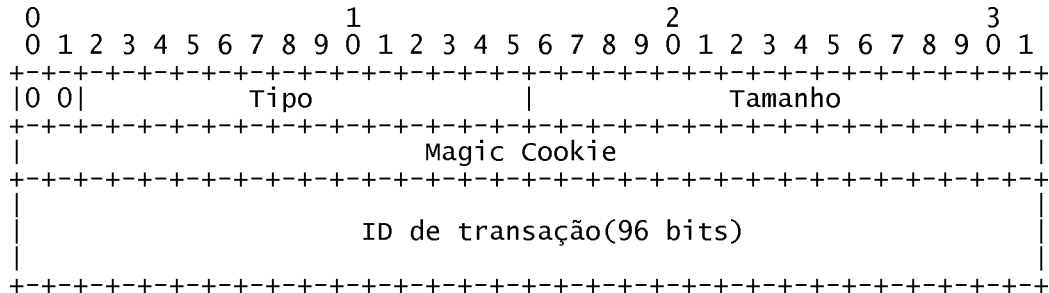 0                   1                   2                   3
0 1 2 3 4 5 6 7 8 9 0 1 2 3 4 5 6 7 8 9 0 1 2 3 4 5 6 7 8 9 0 1
+-+-+-+-+-+-+-+-+-+-+-+-+-+-+-+-+-+-+-+-+-+-+-+-+-+-+-+-+-+-+-+-+
|0 0|          Tipo             |            Tamanho            |
+-+-+-+-+-+-+-+-+-+-+-+-+-+-+-+-+-+-+-+-+-+-+-+-+-+-+-+-+-+-+-+-+
|                         Magic Cookie                          |
+-+-+-+-+-+-+-+-+-+-+-+-+-+-+-+-+-+-+-+-+-+-+-+-+-+-+-+-+-+-+-+-+
|                                                               |
|                     ID de transação(96 bits)                  |
|                                                               |
+-+-+-+-+-+-+-+-+-+-+-+-+-+-+-+-+-+-+-+-+-+-+-+-+-+-+-+-+-+-+-+-+